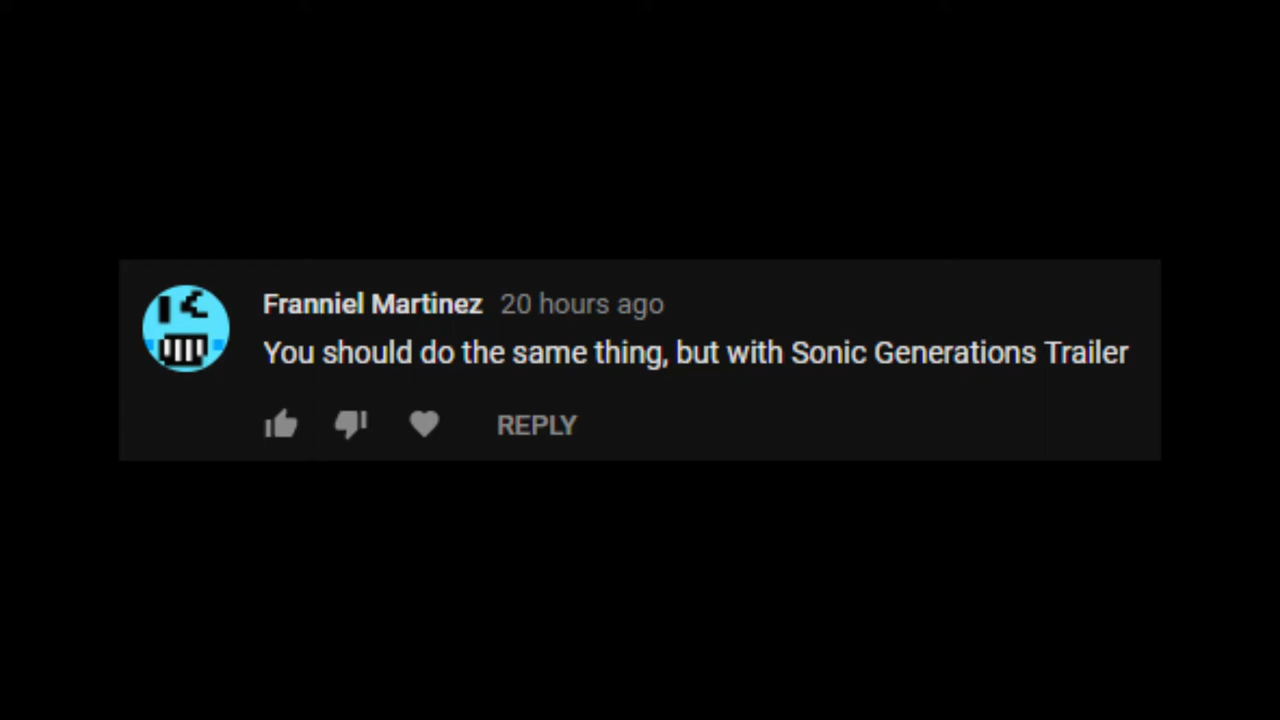 Franniel Martinez 20 hours ago
You should do the same thing, but with Sonic Generations Trailer
REPLY